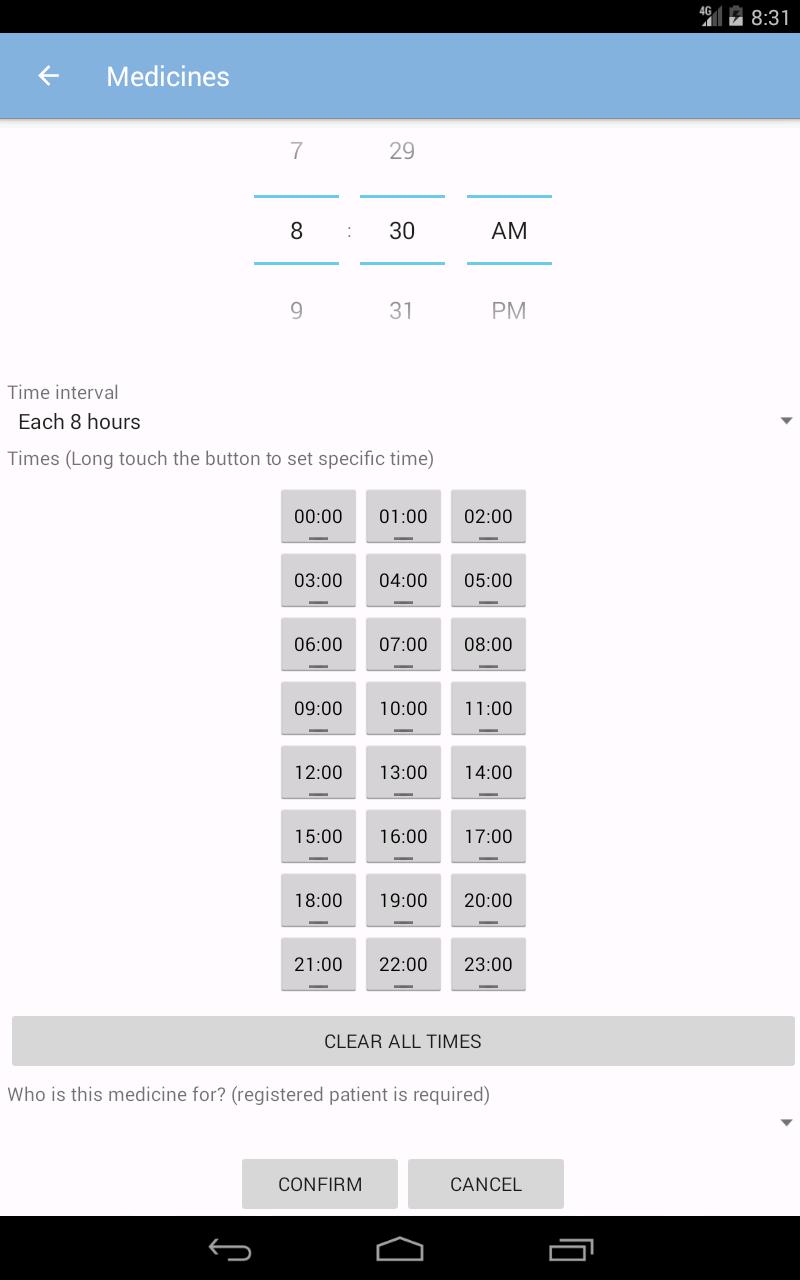 4G 8:31
Medicines
7 29
8 : 30 AM
9 31 PM
Time interval
Each 8 hours
Times (Long touch the button to set specific time)
00:00 01:00 02:00
03:00 04:00 05:00
06:00 07:00 08:00
09:00 10:00 11:00
12:00 13:00 14:00
15:00 16:00 17:00
18:00 19:00 20:00
21:00 22:00 23:00
CLEAR ALL TIMES
Who is this medicine for? (registered patient is required)
CONFIRM CANCEL